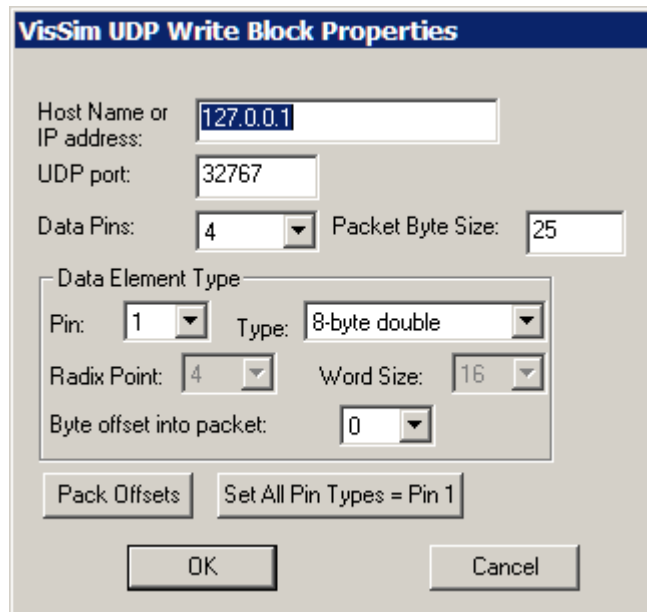 VisSim UDP Write Block Properties
Host Name or
IP address:
127.0.0.1
UDP port:
32767
Data Pins:
4
Packet Byte Size:
25
Data Element Type
Pin:
1
Type:
8-byte double
Radix Point:
4
Word Size:
16
Byte offset into packet:
0
Pack Offsets
Set All Pin Types = Pin 1
OK
Cancel